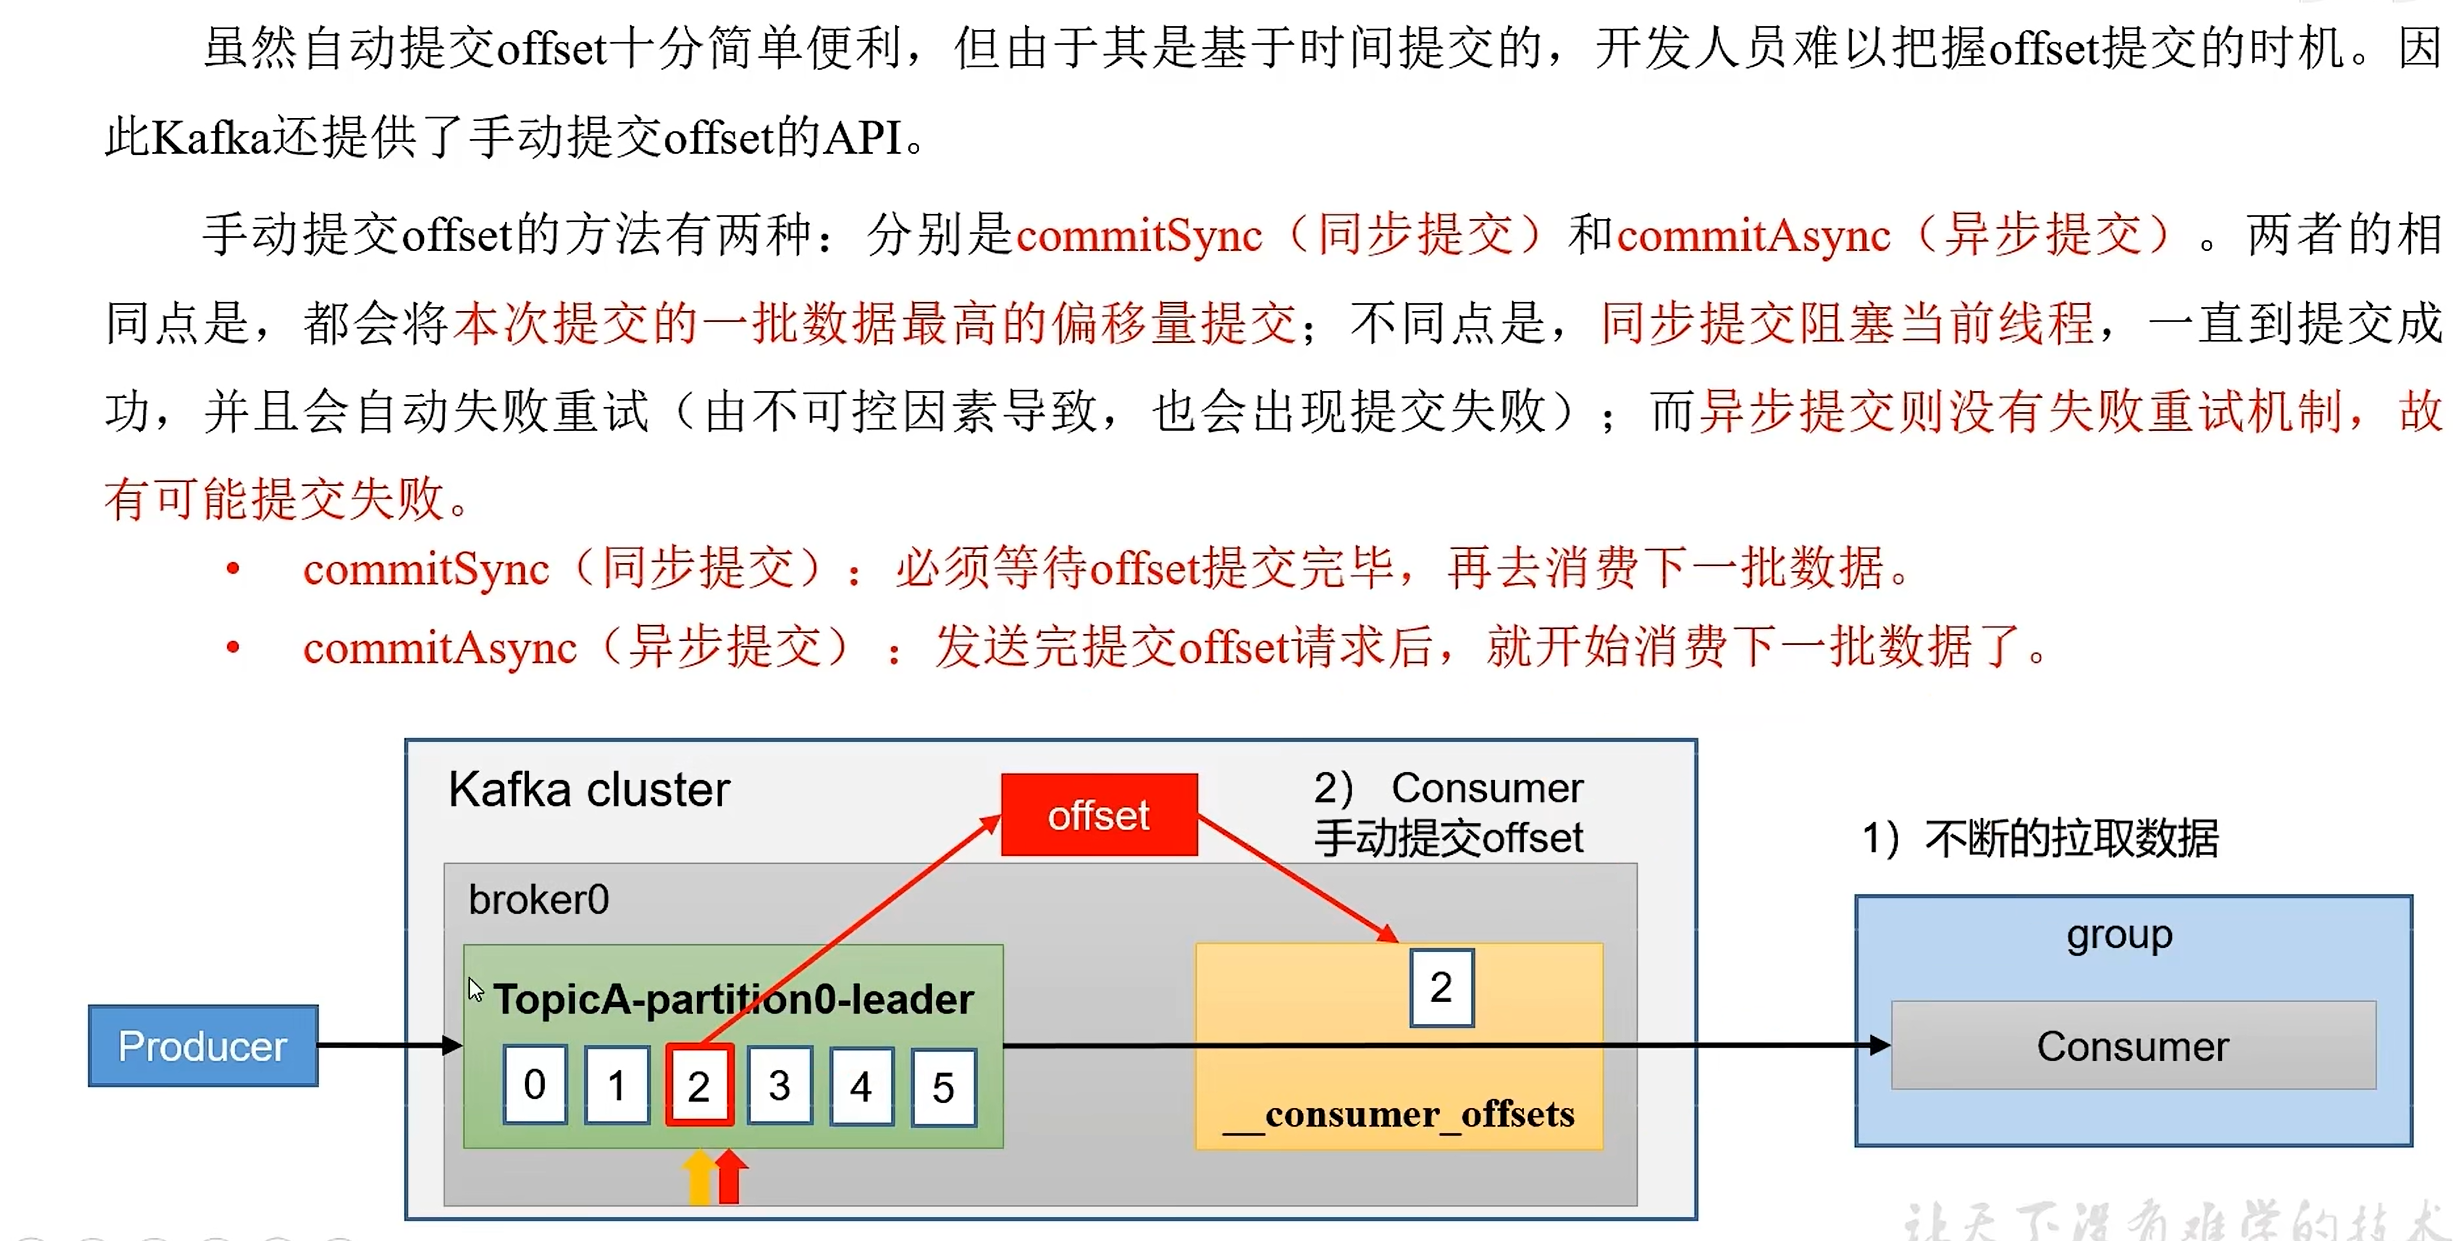 虽然自动提交offset十分简单便利，但由于其是基于时间提交的，开发人员难以把握offset提交的时机。因
此Kafka还提供了手动提交offset的API。
手动提交offset的方法有两种：分别是commitSync（同步提交）和commitAsync（异步提交）。两者的相
同点是，都会将本次提交的一批数据最高的偏移量提交；不同点是，同步提交阻塞当前线程，一直到提交成
功，并且会自动失败重试（由不可控因素导致，也会出现提交失败）；而异步提交则没有失败重试机制，故
有可能提交失败。
• commitSync（同步提交）：必须等待offset提交完毕，再去消费下一批数据。
• commitAsync（异步提交） ：发送完提交offset请求后，就开始消费下一批数据了。
Kafka cluster
offset
2） Consumer
手动提交offset
1）不断的拉取数据
broker0
group
TopicA-partition0-leader
2
Producer
Consumer
0 1 2 3 4 5
__consumer_offsets
让天下没有难学的技术